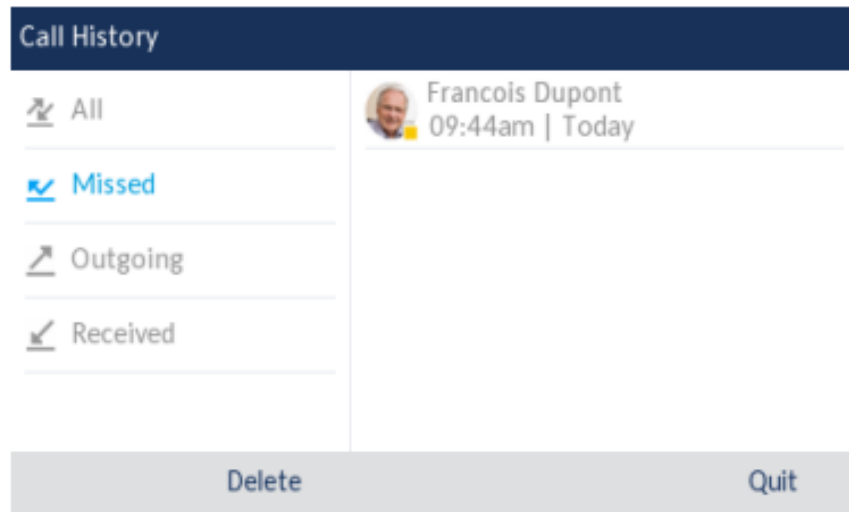 Call History
All
Missed
Outgoing
Received
Francois Dupont
09:44am | Today
Delete
Quit